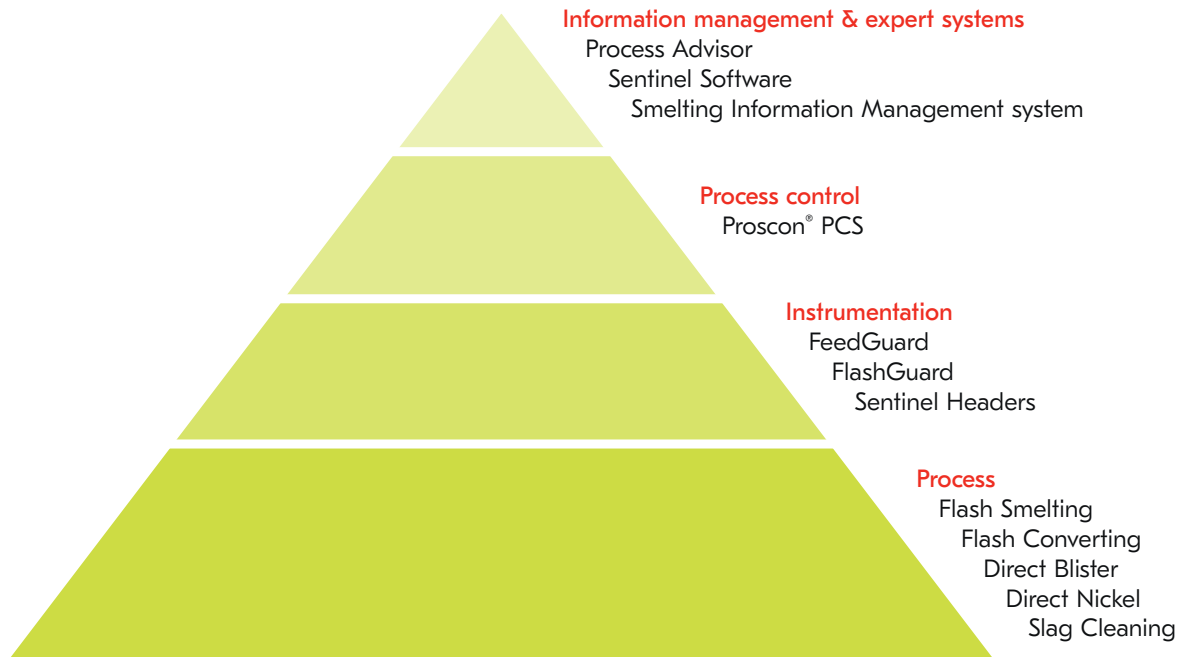 Information management & expert systems
Process Advisor
Sentinel Software
Smelting Information Management system
Process control
Proscon® PCS
Instrumentation
FeedGuard
FlashGuard
Sentinel Headers
Process
Flash Smelting
Flash Converting
Direct Blister
Direct Nickel
Slag Cleaning